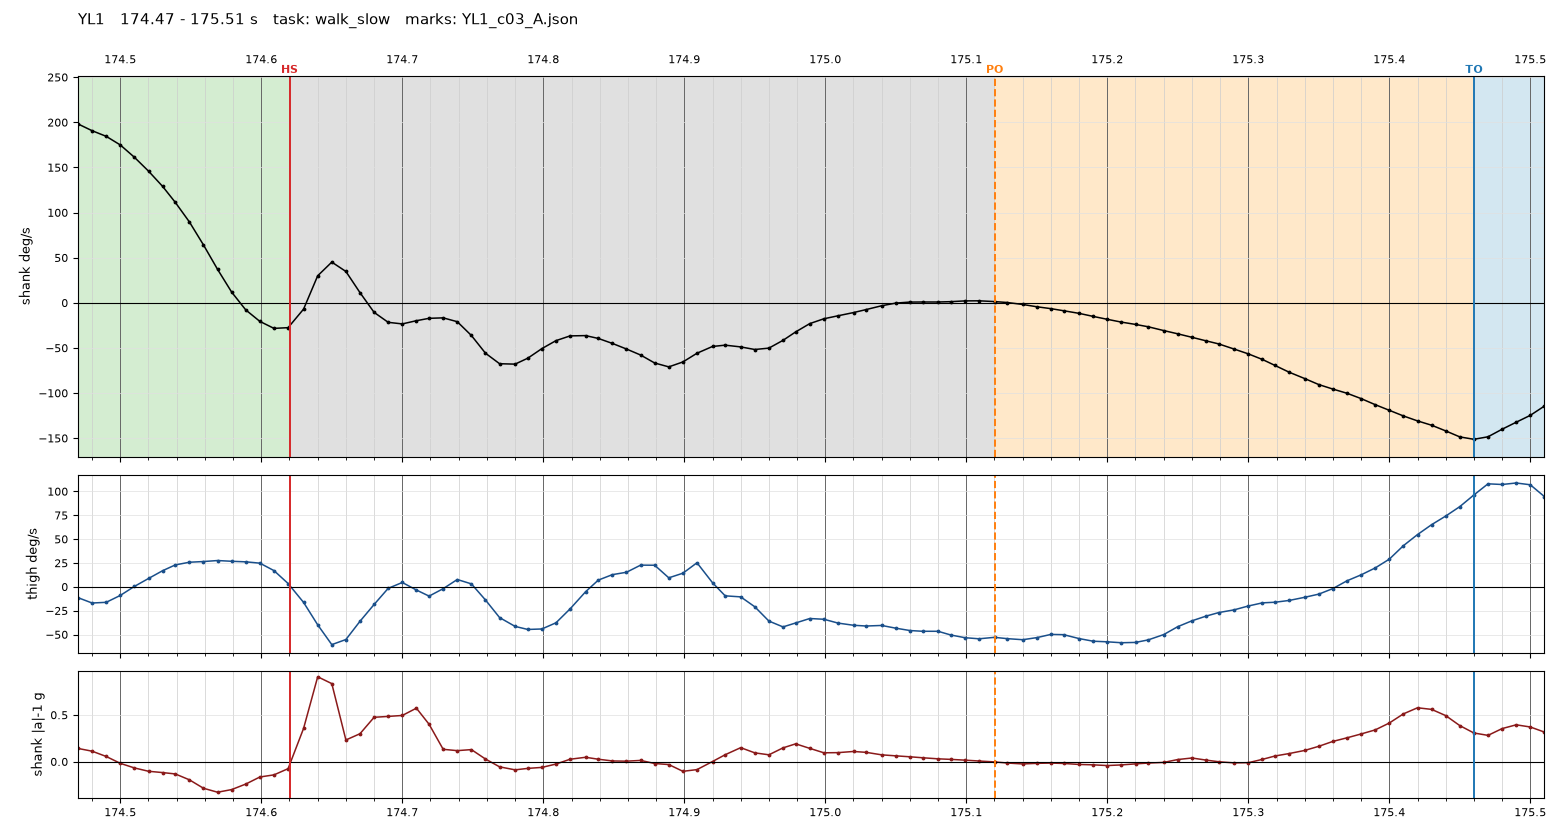 YL1   174.47 - 175.51 s   task: walk_slow   marks: YL1_c03_A.json
174.5 174.6 174.7 174.8 174.9 175.0 175.1 175.2 175.3 175.4 175.5
HS PO TO
250
200
150
100
50
0
−50
−100
−150
shank deg/s
100
75
50
25
0
−25
−50
thigh deg/s
0.5
0.0
shank |a|-1 g
174.5 174.6 174.7 174.8 174.9 175.0 175.1 175.2 175.3 175.4 175.5